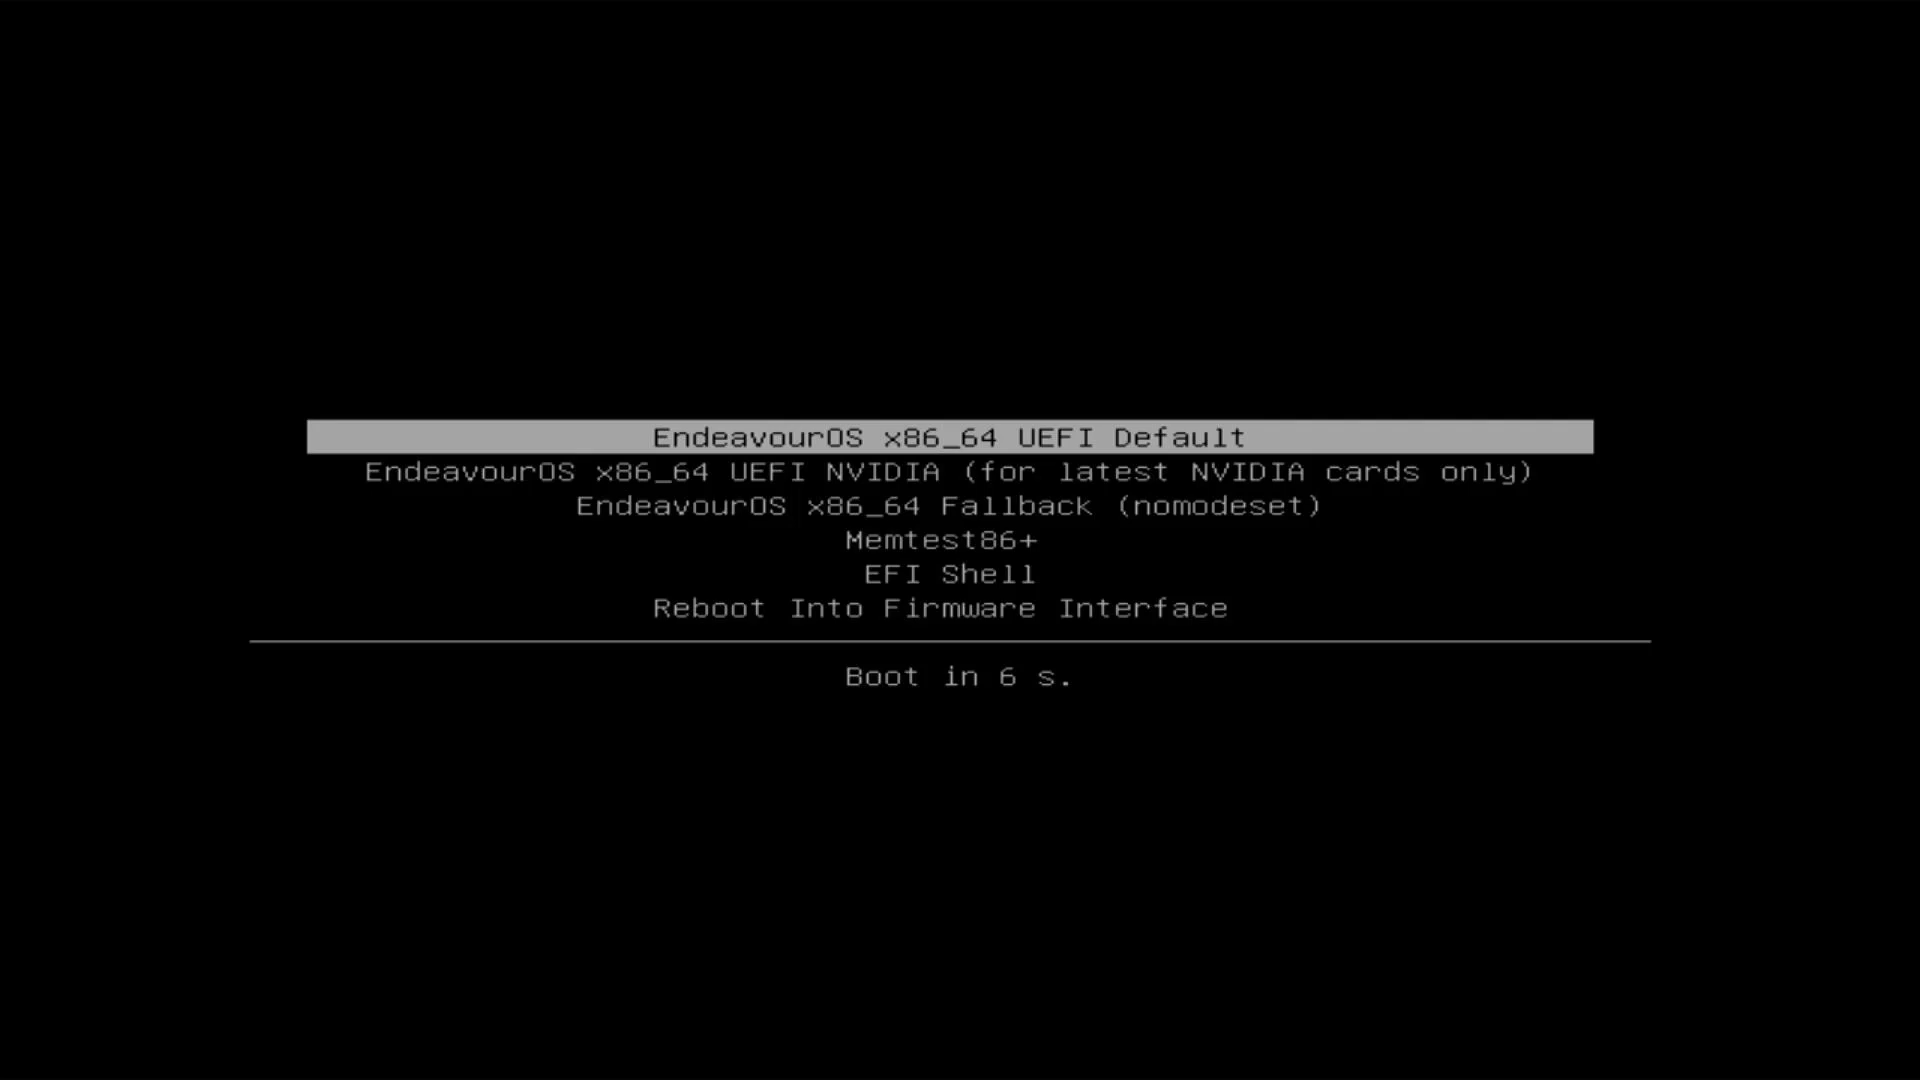 EndeavourOS x86_64 UEFI Default
EndeavourOS x86_64 UEFI NVIDIA (for latest NVIDIA cards only)
EndeavourOS x86_64 Fallback (nomodeset)
Memtest86+
EFI Shell
Reboot Into Firmware Interface
Boot in 6 s.